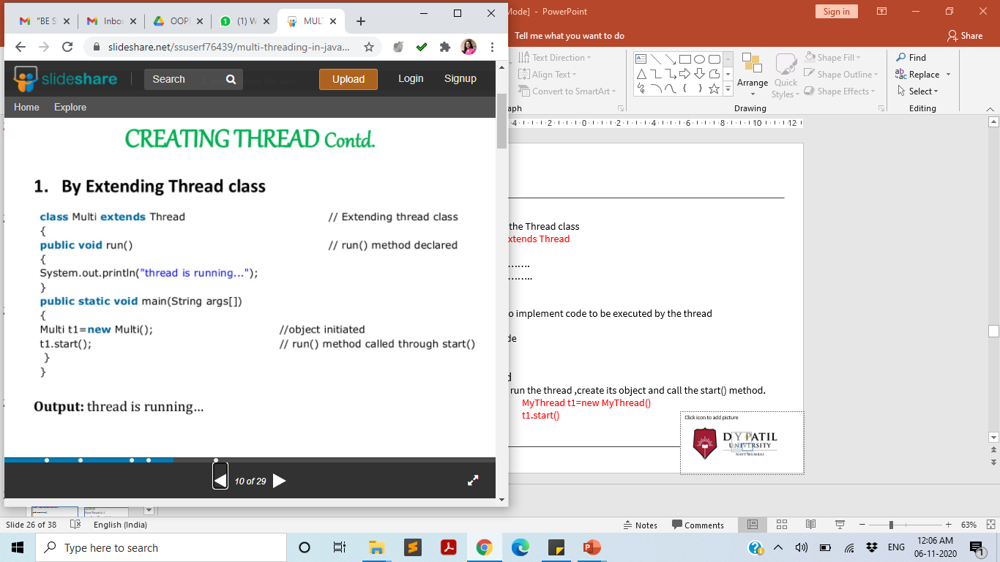 "BE S
Inbo
OOP
(1) W
MUL
slideshare.net/ssuserf76439/multi-threading-in-java...
slideshare
Search
Upload
Login
Signup
Home
Explore
CREATING THREAD Contd.
1. By Extending Thread class
class Multi extends Thread // Extending thread class
{
public void run() // run() method declared
{
System.out.println("thread is running...");
}
public static void main(String args[])
{
Multi t1=new Multi(); //object initiated
t1.start(); // run() method called through start()
}
}
Output: thread is running...
10 of 29
Mode] - PowerPoint
Sign in
Tell me what you want to do
Share
Text Direction
Align Text
Convert to SmartArt
Arrange
Quick
Styles
Shape Fill
Shape Outline
Shape Effects
Find
Replace
Select
aph
Drawing
Editing
4 2 0 2 4 6 8 10 12
the Thread class
xtends Thread
........
.........
o implement code to be executed by the thread
de
d
run the thread ,create its object and call the start() method.
MyThread t1=new MyThread()
t1.start()
Click icon to add picture
D Y PATIL
UNIVERSITY
NAVI MUMBAI
Slide 26 of 38
English (India)
Notes
Comments
63%
Type here to search
ENG
12:06 AM
06-11-2020
1